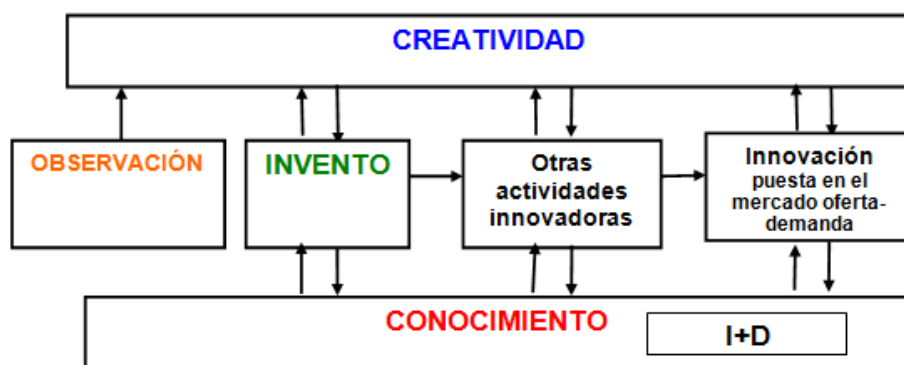 CREATIVIDAD
OBSERVACIÓN
INVENTO
Otras
actividades
innovadoras
Innovación
puesta en el
mercado oferta-
demanda
CONOCIMIENTO
I+D